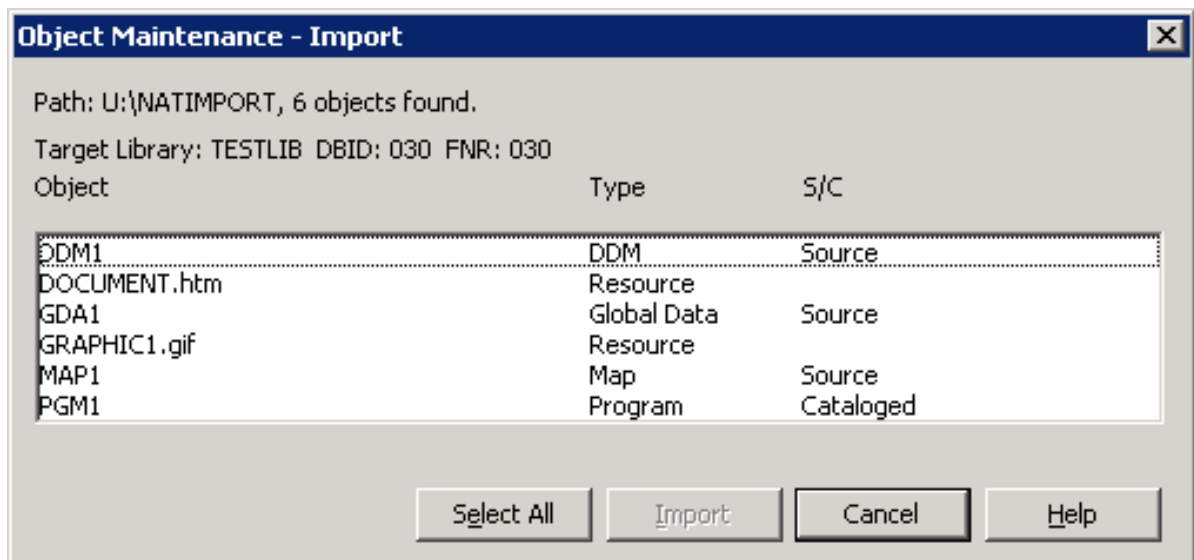 Object Maintenance - Import
Path: U:\NATIMPORT, 6 objects found.
Target Library: TESTLIB DBID: 030 FNR: 030
Object Type S/C
DDM1 DDM Source
DOCUMENT.htm Resource
GDA1 Global Data Source
GRAPHIC1.gif Resource
MAP1 Map Source
PGM1 Program Cataloged
Select All Import Cancel Help